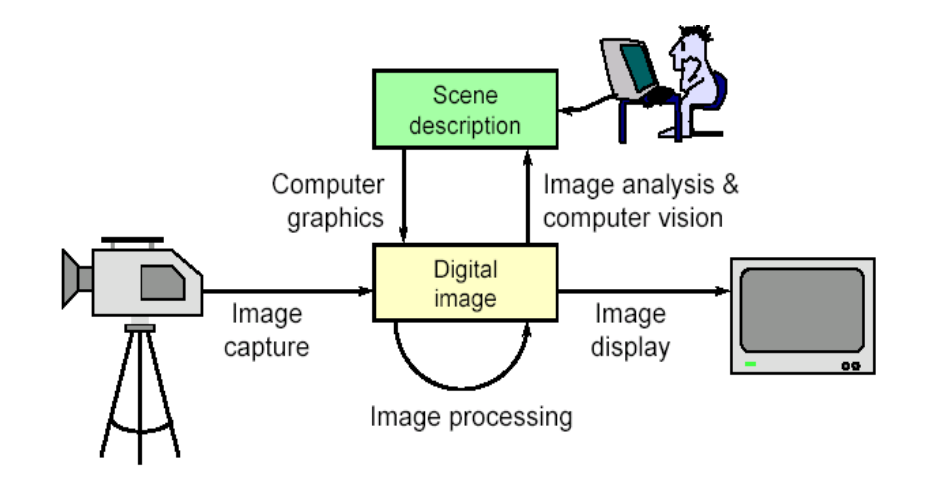 Scene
description
Computer
graphics
Image analysis &
computer vision
Digital
image
Image
capture
Image
display
Image processing